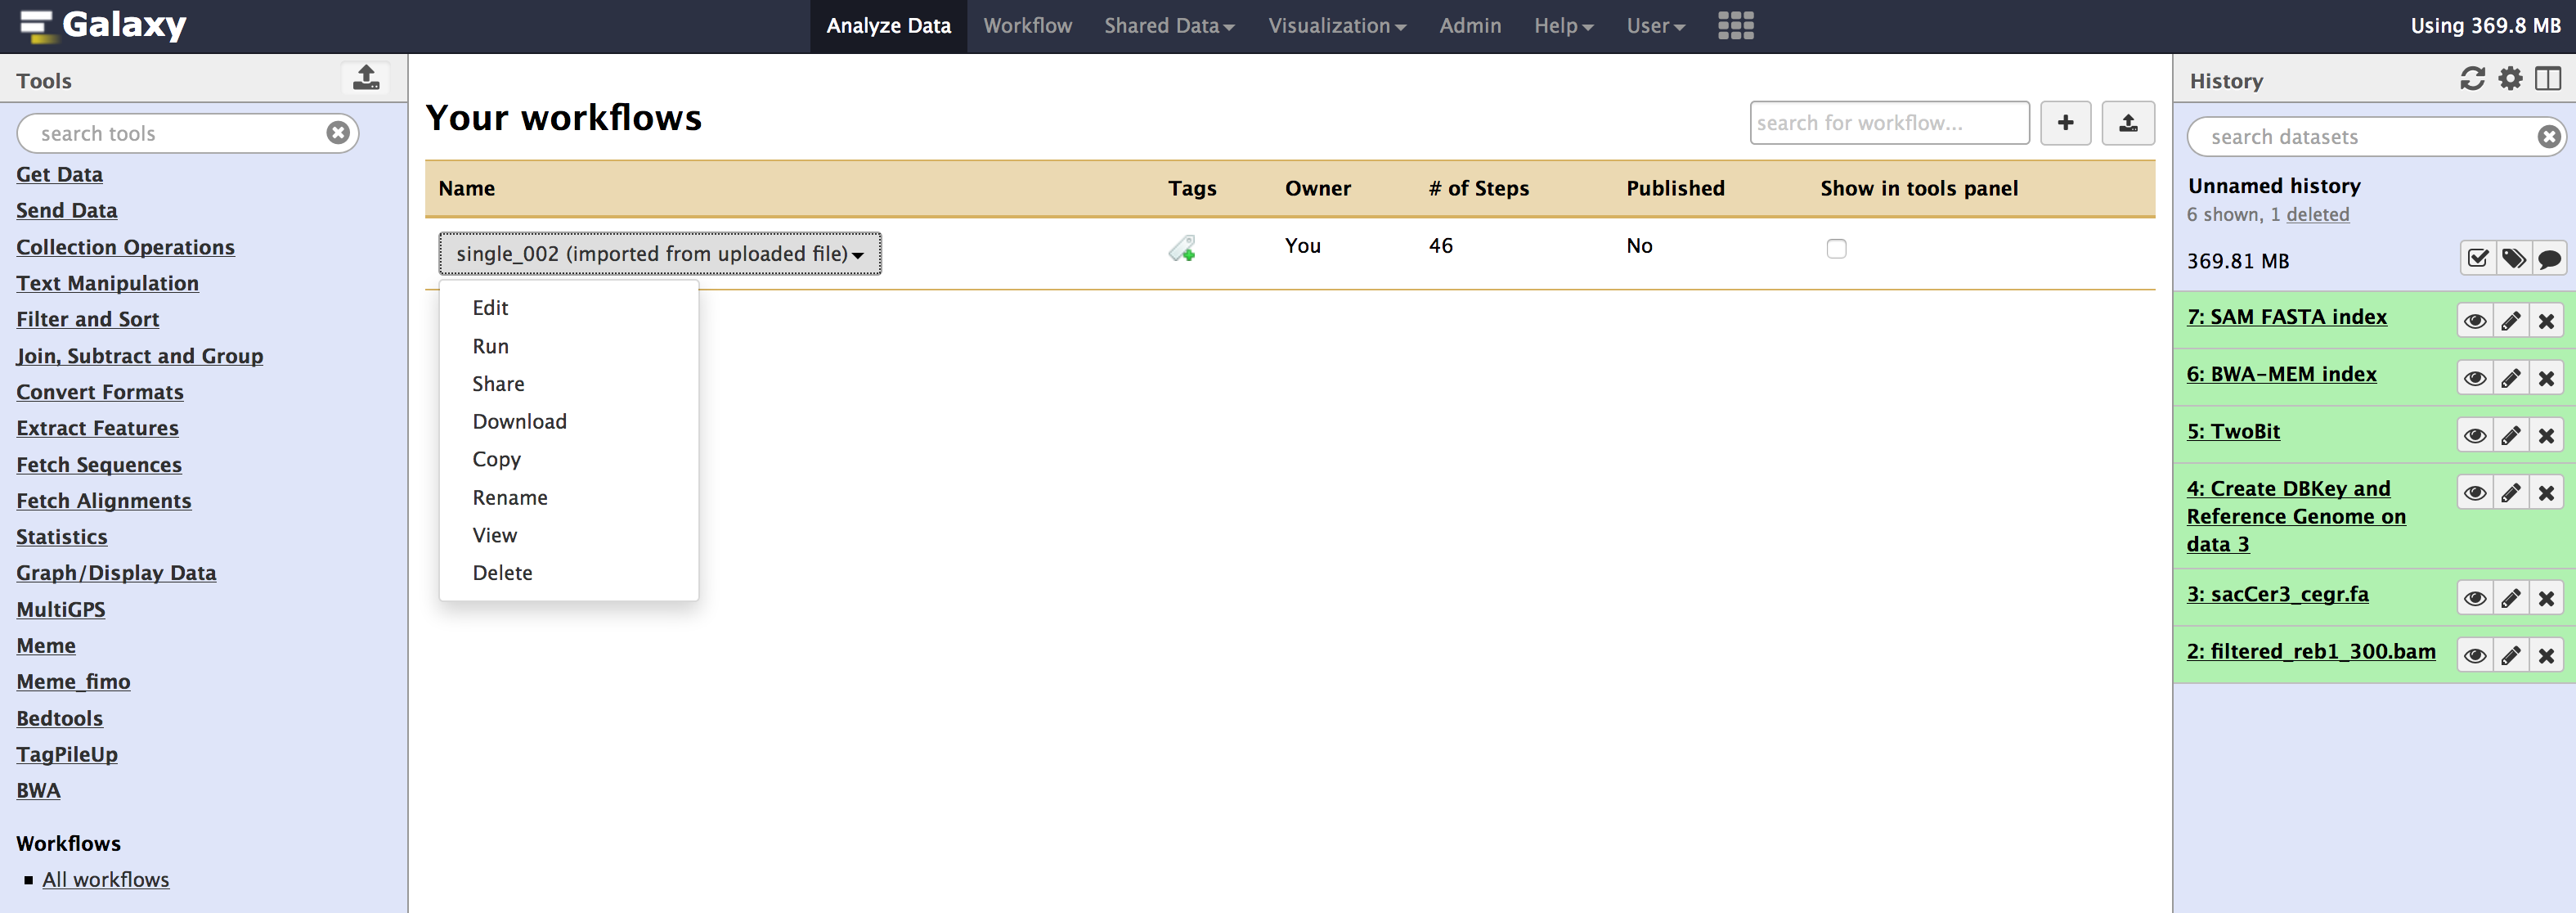 Galaxy
Analyze Data
Workflow
Shared Data
Visualization
Admin
Help
User
Using 369.8 MB
Tools
search tools
Get Data
Send Data
Collection Operations
Text Manipulation
Filter and Sort
Join, Subtract and Group
Convert Formats
Extract Features
Fetch Sequences
Fetch Alignments
Statistics
Graph/Display Data
MultiGPS
Meme
Meme_fimo
Bedtools
TagPileUp
BWA
Workflows
All workflows
Your workflows
search for workflow...
Name Tags Owner # of Steps Published Show in tools panel
single_002 (imported from uploaded file) You 46 No
Edit
Run
Share
Download
Copy
Rename
View
Delete
History
search datasets
Unnamed history
6 shown, 1 deleted
369.81 MB
7: SAM FASTA index
6: BWA-MEM index
5: TwoBit
4: Create DBKey and
Reference Genome on
data 3
3: sacCer3_cegr.fa
2: filtered_reb1_300.bam